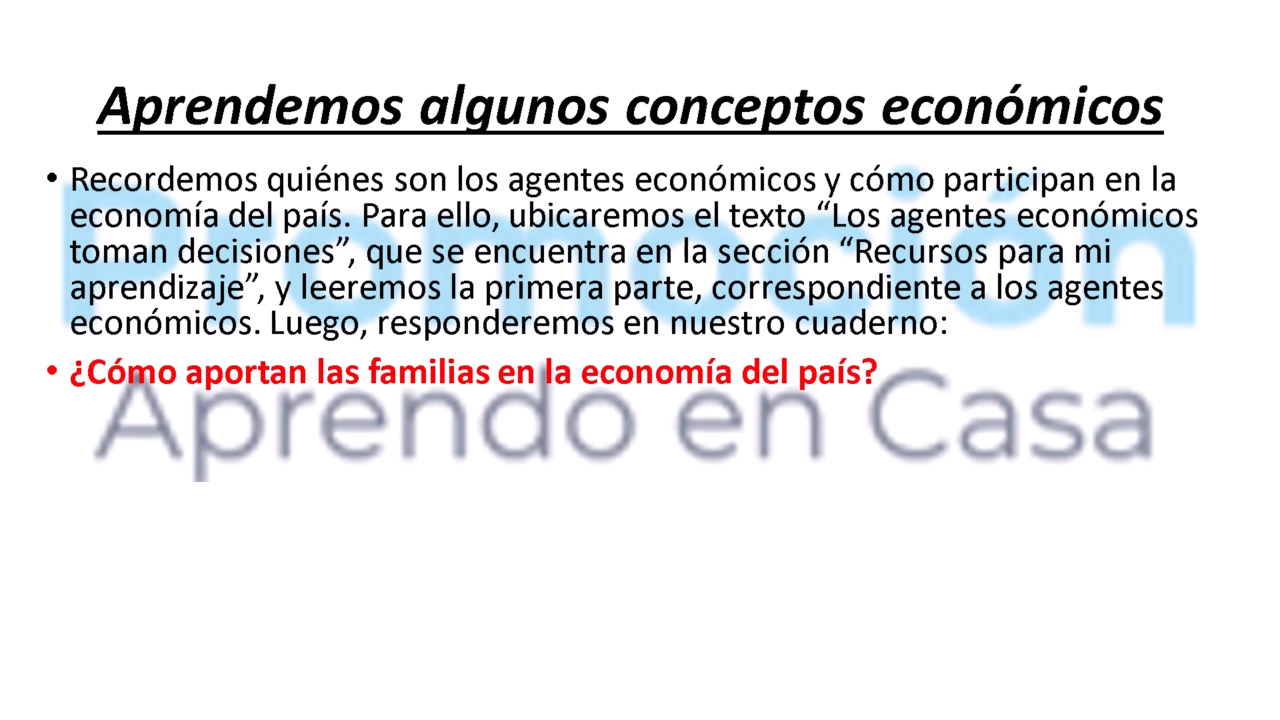 Aprendemos algunos conceptos económicos
• Recordemos quiénes son los agentes económicos y cómo participan en la
economía del país. Para ello, ubicaremos el texto “Los agentes económicos
toman decisiones”, que se encuentra en la sección “Recursos para mi
aprendizaje”, y leeremos la primera parte, correspondiente a los agentes
económicos. Luego, responderemos en nuestro cuaderno:
• ¿Cómo aportan las familias en la economía del país?
Promoción
Aprendo en Casa